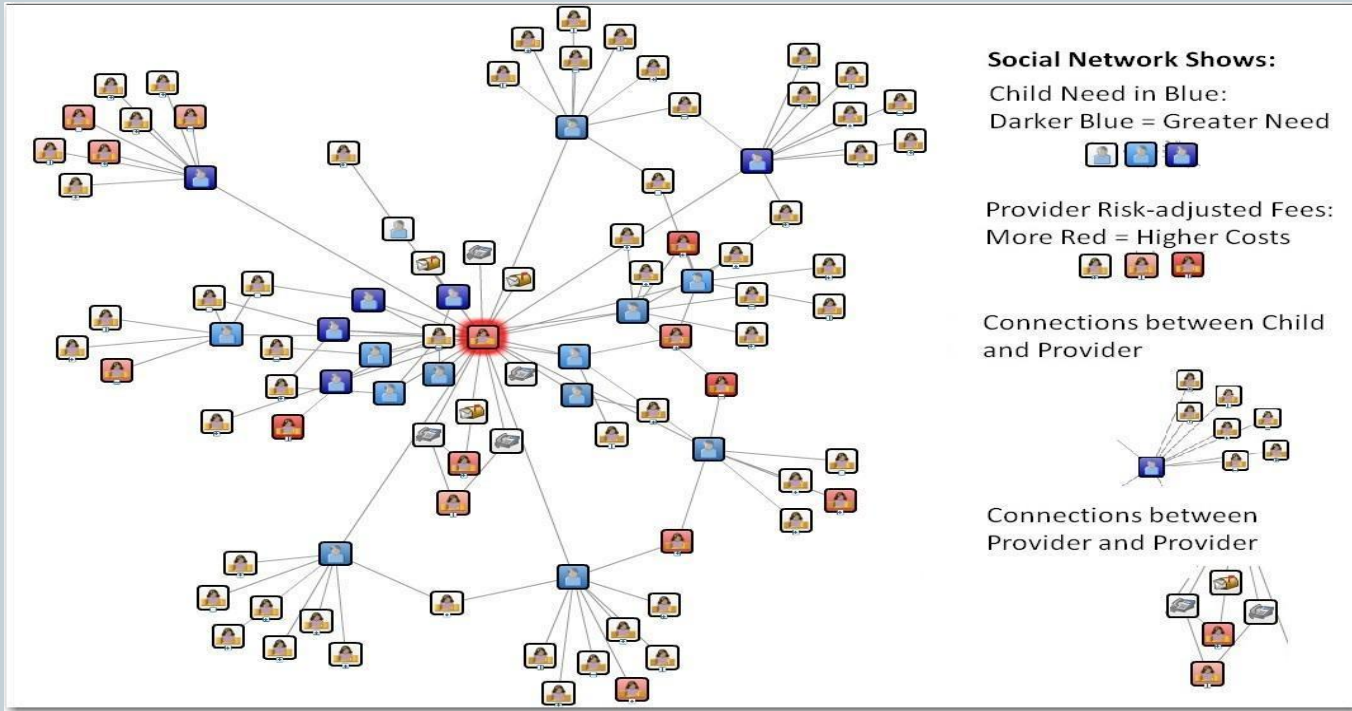 Social Network Shows:
Child Need in Blue:
Darker Blue = Greater Need
Provider Risk-adjusted Fees:
More Red = Higher Costs
Connections between Child
and Provider
Connections between
Provider and Provider